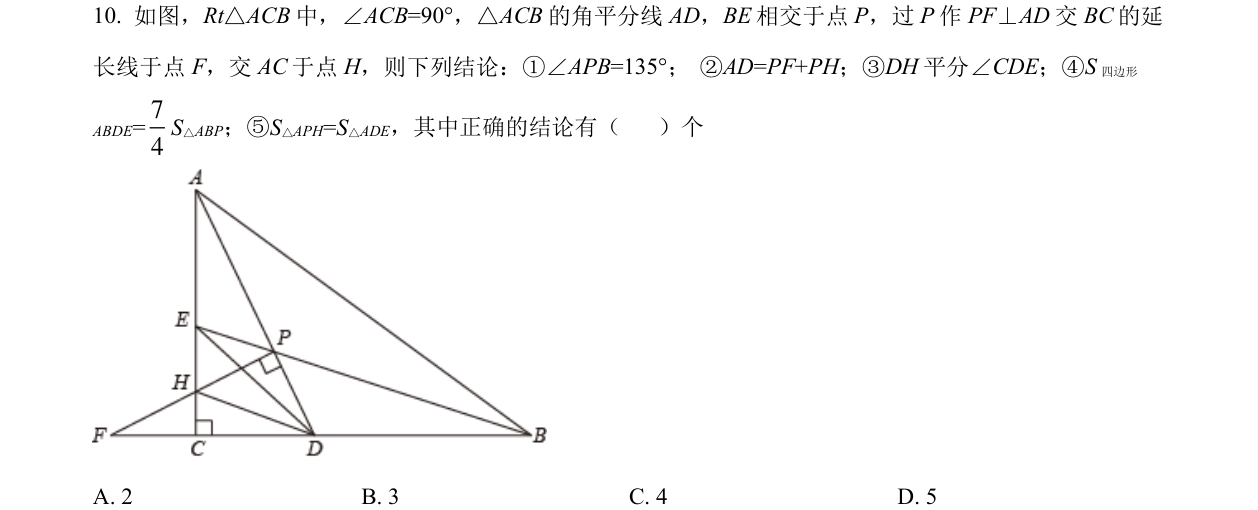 10. 如图，Rt△ACB 中，∠ACB=90°，△ACB 的角平分线 AD，BE 相交于点 P，过 P 作 PF⊥AD 交 BC 的延
长线于点 F，交 AC 于点 H，则下列结论：①∠APB=135°； ②AD=PF+PH；③DH 平分∠CDE；④S 四边形
ABDE=7/4 S△ABP；⑤S△APH=S△ADE，其中正确的结论有（ ）个
A
E
P
H
F
C
D
B
A. 2 B. 3 C. 4 D. 5